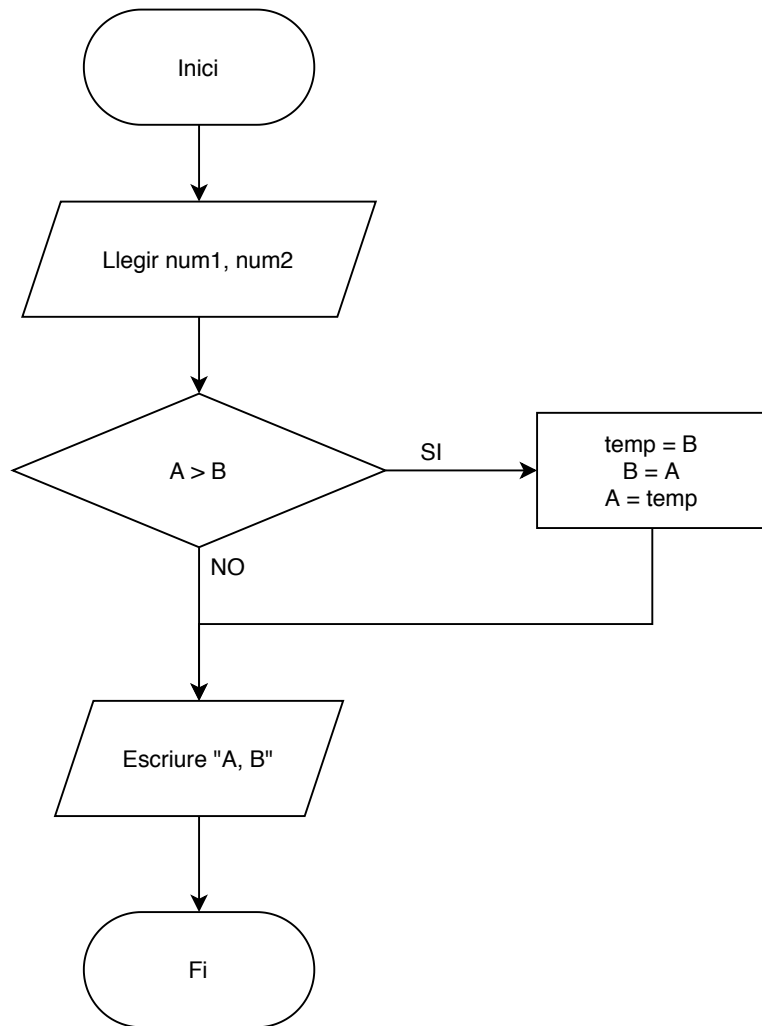 Inici
Llegir num1, num2
A > B
SI
temp = B
B = A
A = temp
NO
Escriure "A, B"
Fi